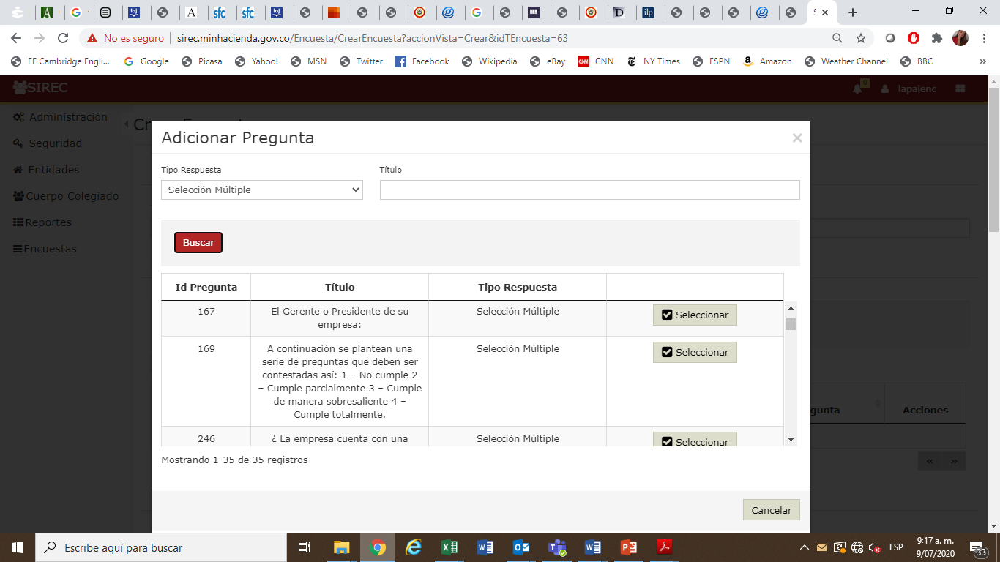 No es seguro
sirec.minhacienda.gov.co/Encuesta/CrearEncuesta?accionVista=Crear&idTEncuesta=63
EF Cambridge Engli...
Google
Picasa
Yahoo!
MSN
Twitter
Facebook
Wikipedia
eBay
CNN
NY Times
ESPN
Amazon
Weather Channel
BBC
»
SIREC
0
lapalenc
Administración
Seguridad
Entidades
Cuerpo Colegiado
Reportes
Encuestas
Adicionar Pregunta
×
Tipo Respuesta
Título
Selección Múltiple
Buscar
Id Pregunta
Título
Tipo Respuesta
167
El Gerente o Presidente de su
empresa:
Selección Múltiple
Seleccionar
169
A continuación se plantean una
serie de preguntas que deben ser
contestadas así: 1 – No cumple 2
– Cumple parcialmente 3 – Cumple
de manera sobresaliente 4 –
Cumple totalmente.
Selección Múltiple
Seleccionar
246
¿ La empresa cuenta con una
Selección Múltiple
Seleccionar
Mostrando 1-35 de 35 registros
Acciones
«
»
Cancelar
Escribe aquí para buscar
ESP
9:17 a. m.
9/07/2020
33